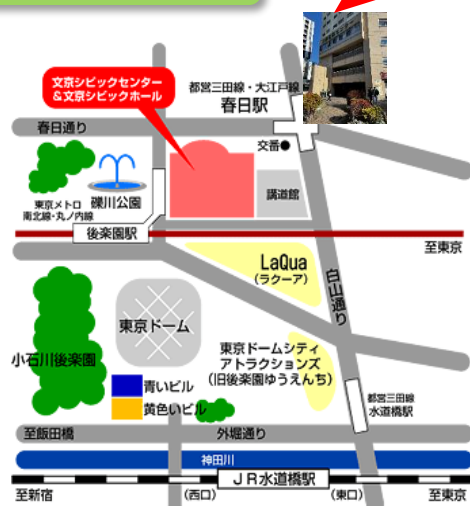 文京シビックセンター
&文京シビックホール
都営三田線・大江戸線
春日駅
春日通り
交番
礫川公園
講道館
東京メトロ
南北線・丸ノ内線
後楽園駅
至東京
LaQua
(ラクーア)
白山通り
東京ドーム
小石川後楽園
東京ドームシティ
アトラクションズ
(旧後楽園ゆうえんち)
青いビル
黄色いビル
都営三田線
水道橋駅
至飯田橋
外堀通り
神田川
JR水道橋駅
至新宿
(西口)
(東口)
至東京